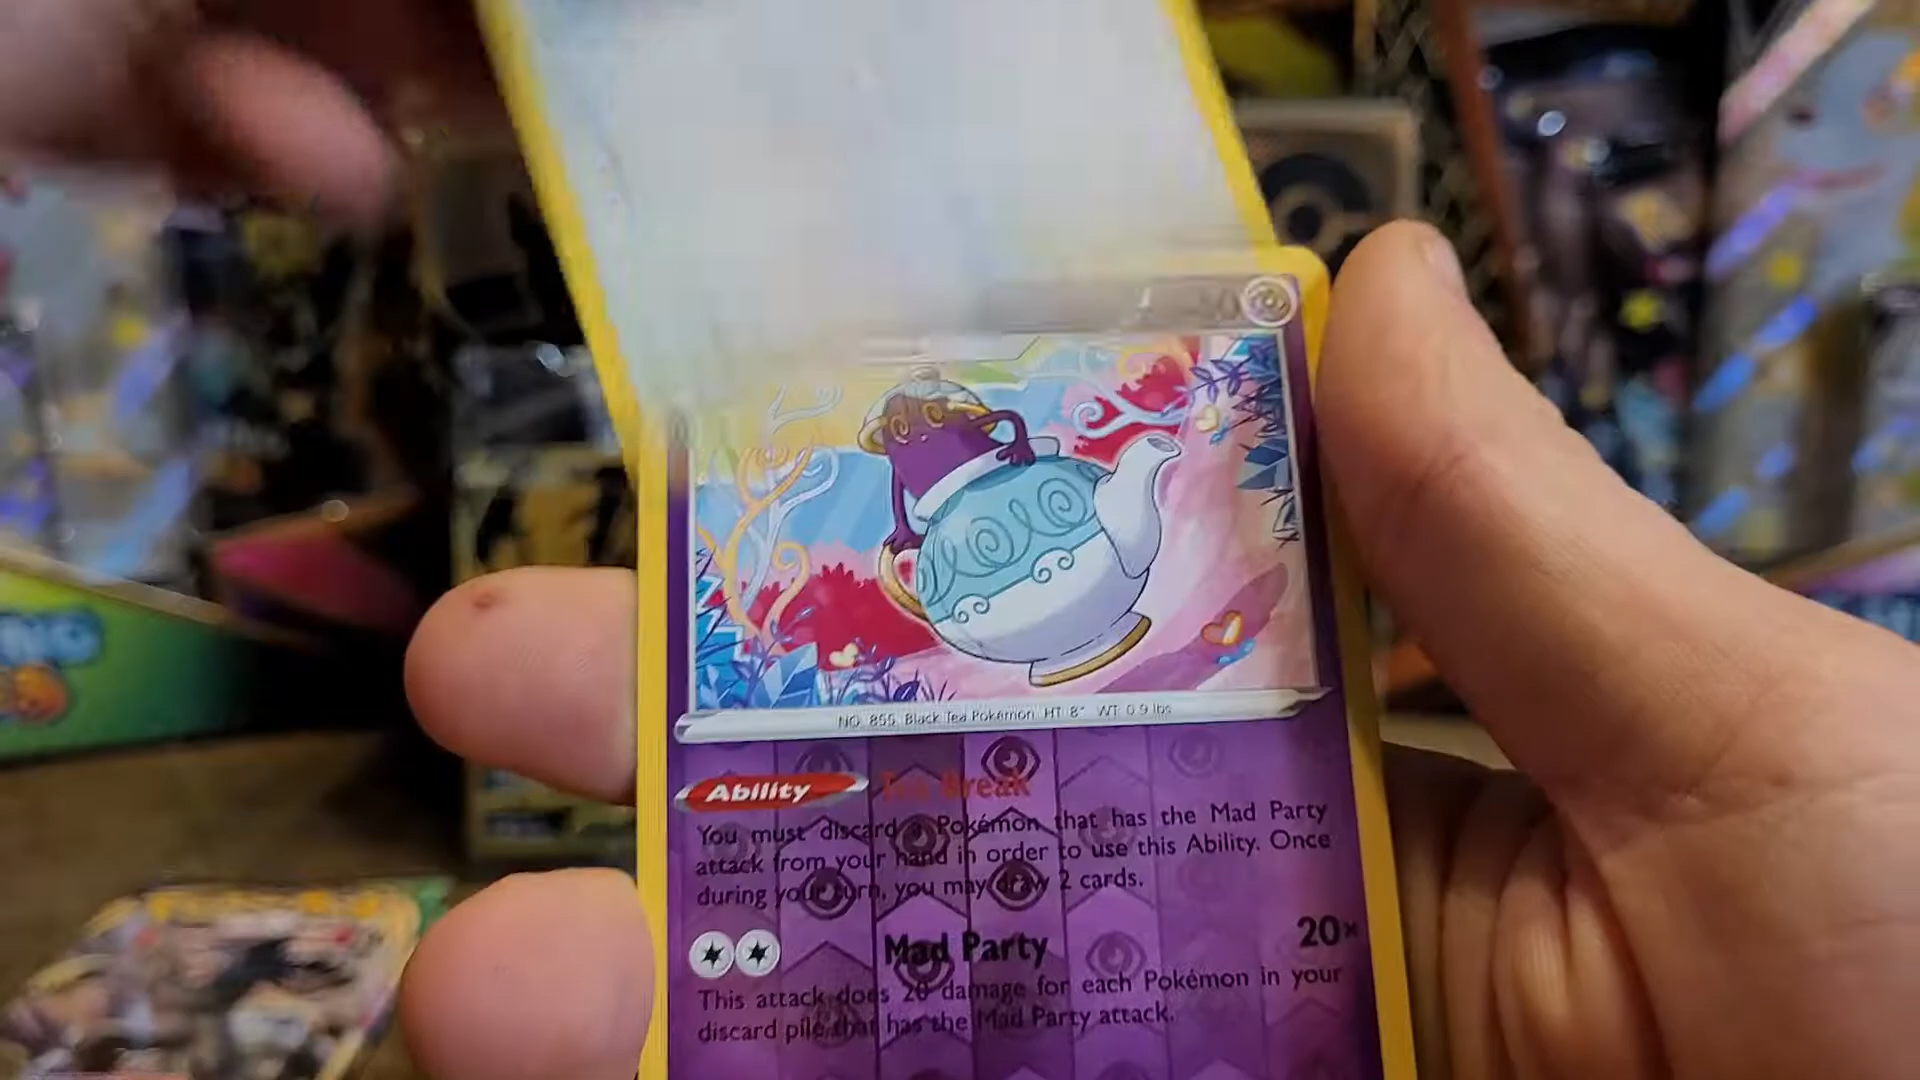 NO. 855 Black Tea Pokémon HT 8" WT 0.9 lbs
Ability Tea Break
You must discard a Pokémon that has the Mad Party
attack from your hand in order to use this Ability. Once
during your turn, you may draw 2 cards.
Mad Party 20×
This attack does 20 damage for each Pokémon in your
discard pile that has the Mad Party attack.